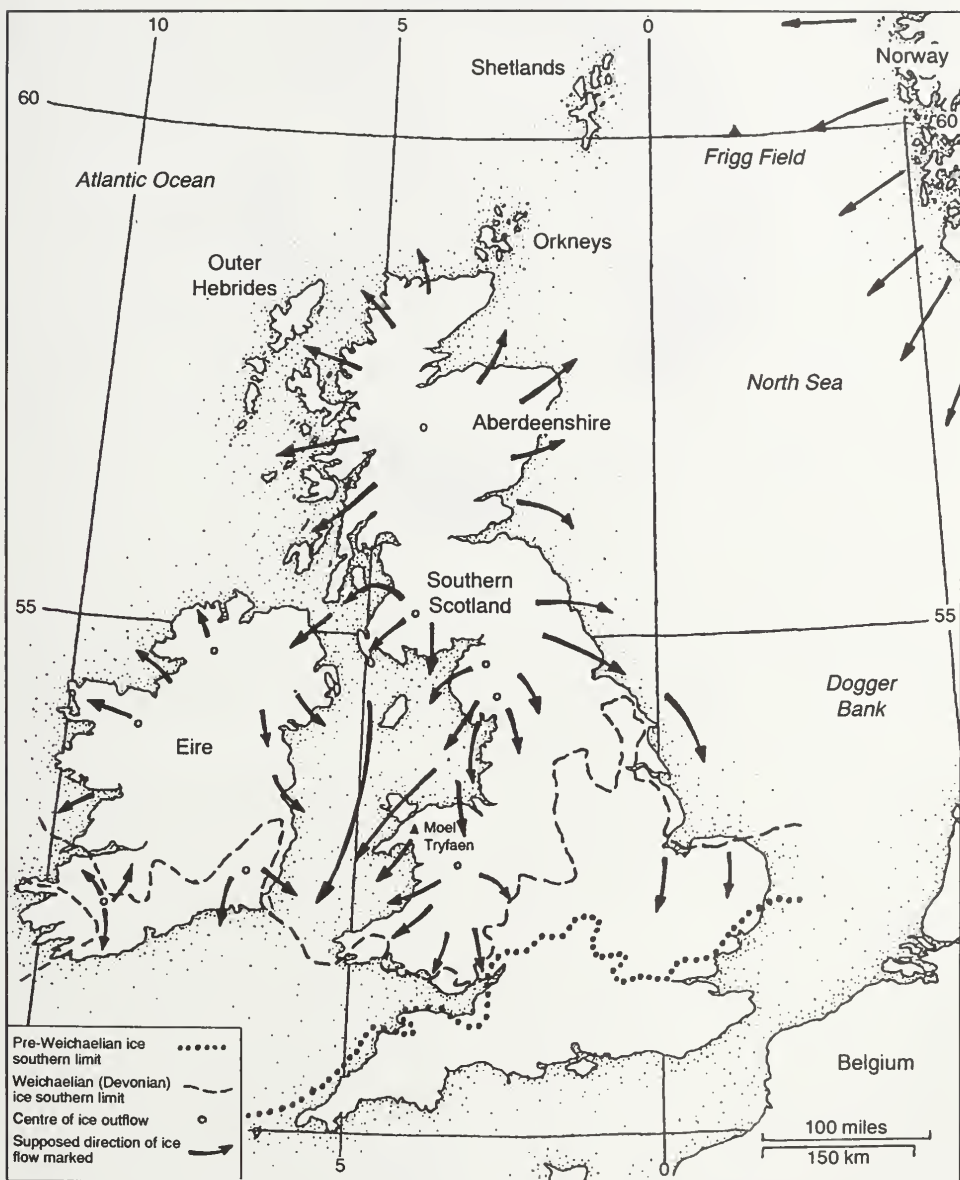 10
5
0
Shetlands
Norway
60
60
Frigg Field
Atlantic Ocean
Orkneys
Outer
Hebrides
North Sea
Aberdeenshire
55
Southern
Scotland
55
Dogger
Bank
Eire
Moel
Tryfaen
Pre-Weichaelian ice
southern limit
Weichaelian (Devonian)
ice southern limit
Centre of ice outflow
Supposed direction of ice
flow marked
Belgium
100 miles
150 km
5
0